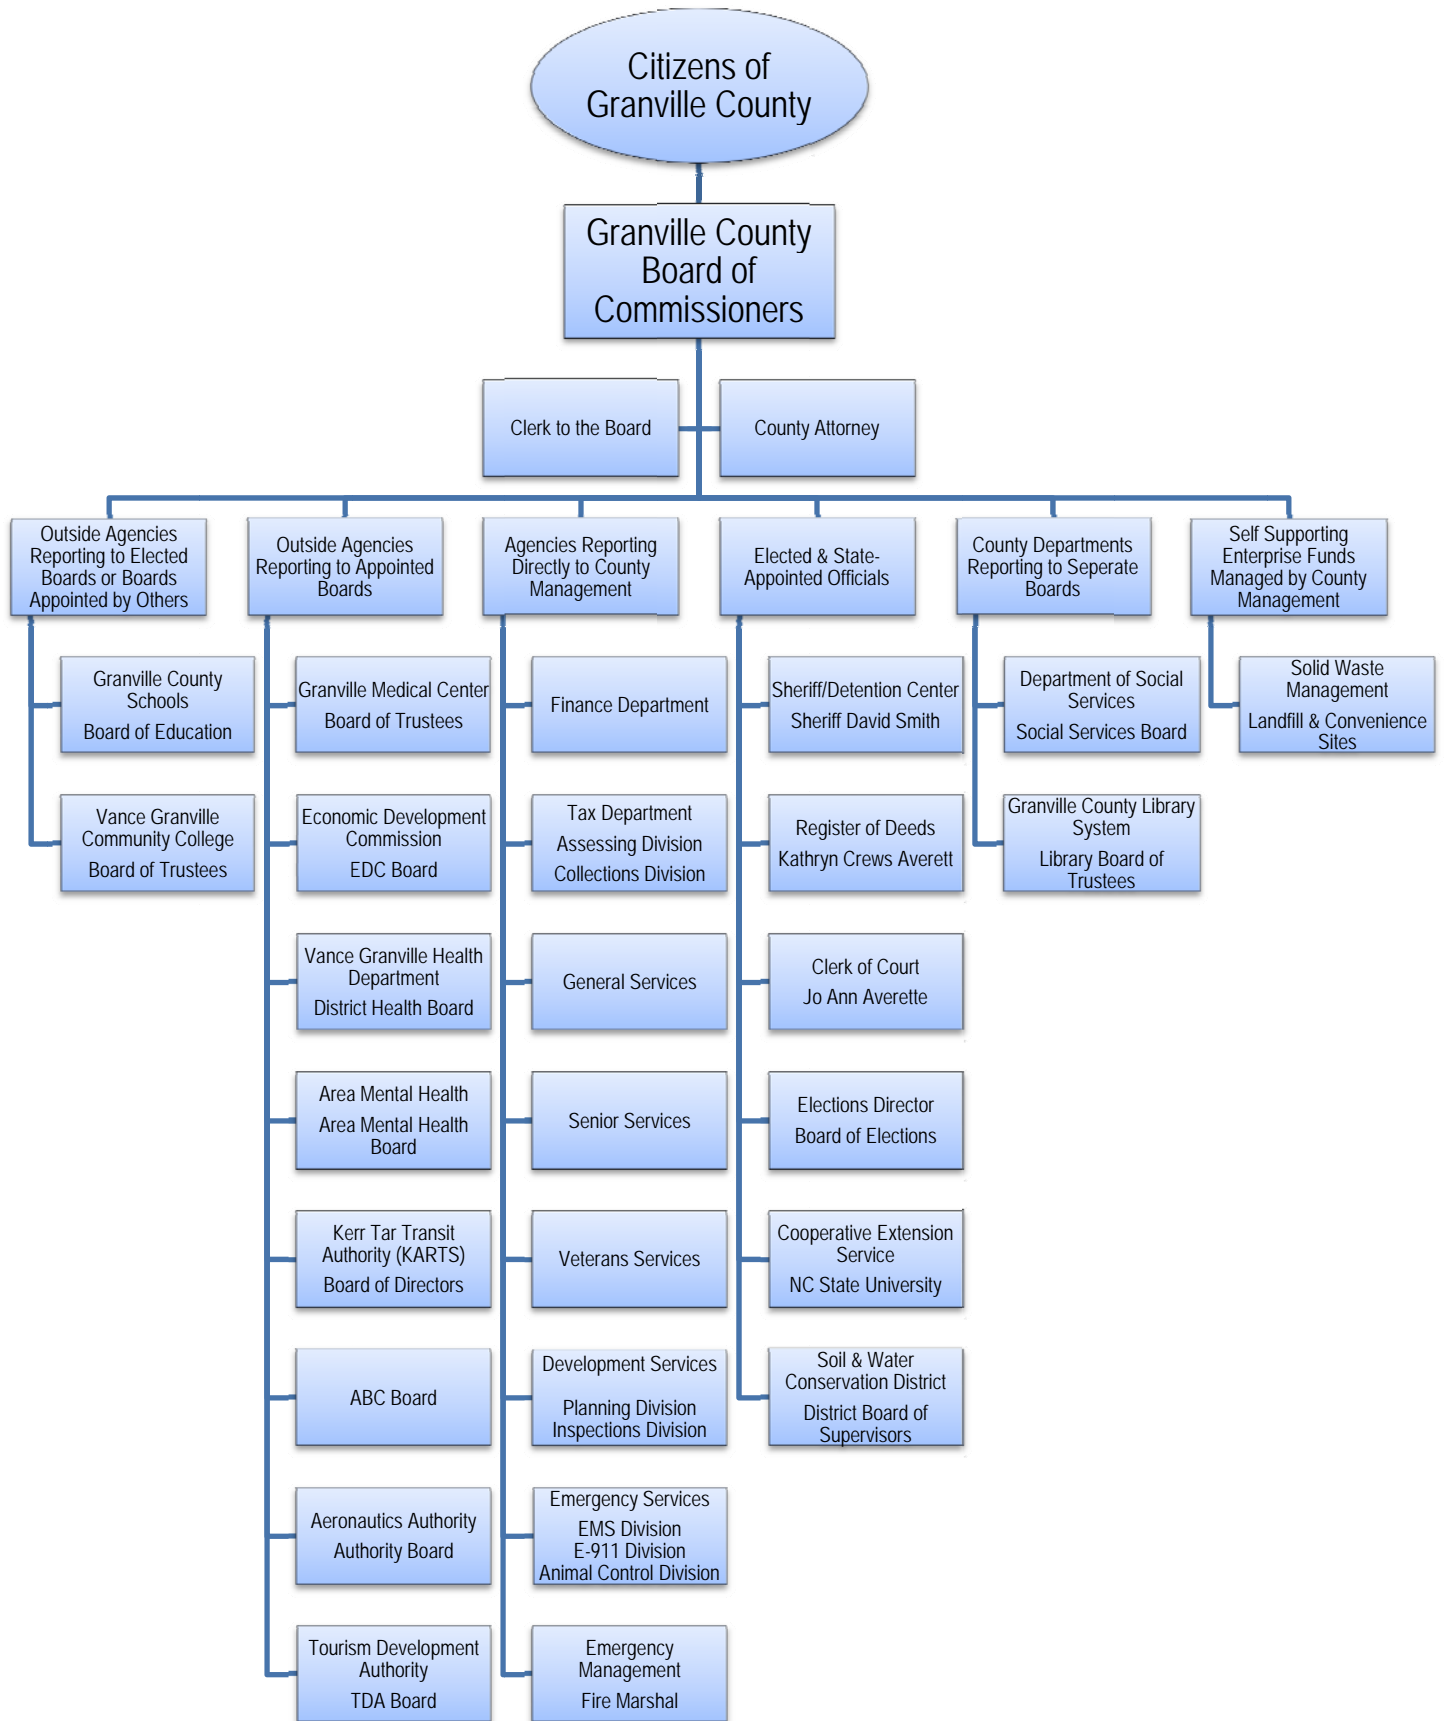 Citizens of
Granville County
Granville County
Board of
Commissioners
Clerk to the Board
County Attorney
Outside Agencies
Reporting to Elected
Boards or Boards
Appointed by Others
Granville County
Schools
Board of Education
Vance Granville
Community College
Board of Trustees
Outside Agencies
Reporting to Appointed
Boards
Granville Medical Center
Board of Trustees
Economic Development
Commission
EDC Board
Vance Granville Health
Department
District Health Board
Area Mental Health
Area Mental Health
Board
Kerr Tar Transit
Authority (KARTS)
Board of Directors
ABC Board
Aeronautics Authority
Authority Board
Tourism Development
Authority
TDA Board
Agencies Reporting
Directly to County
Management
Finance Department
Tax Department
Assessing Division
Collections Division
General Services
Senior Services
Veterans Services
Development Services
Planning Division
Inspections Division
Emergency Services
EMS Division
E-911 Division
Animal Control Division
Emergency
Management
Fire Marshal
Elected & State-
Appointed Officials
Sheriff/Detention Center
Sheriff David Smith
Register of Deeds
Kathryn Crews Averett
Clerk of Court
Jo Ann Averette
Elections Director
Board of Elections
Cooperative Extension
Service
NC State University
Soil & Water
Conservation District
District Board of
Supervisors
County Departments
Reporting to Seperate
Boards
Department of Social
Services
Social Services Board
Granville County Library
System
Library Board of
Trustees
Self Supporting
Enterprise Funds
Managed by County
Management
Solid Waste
Management
Landfill & Convenience
Sites